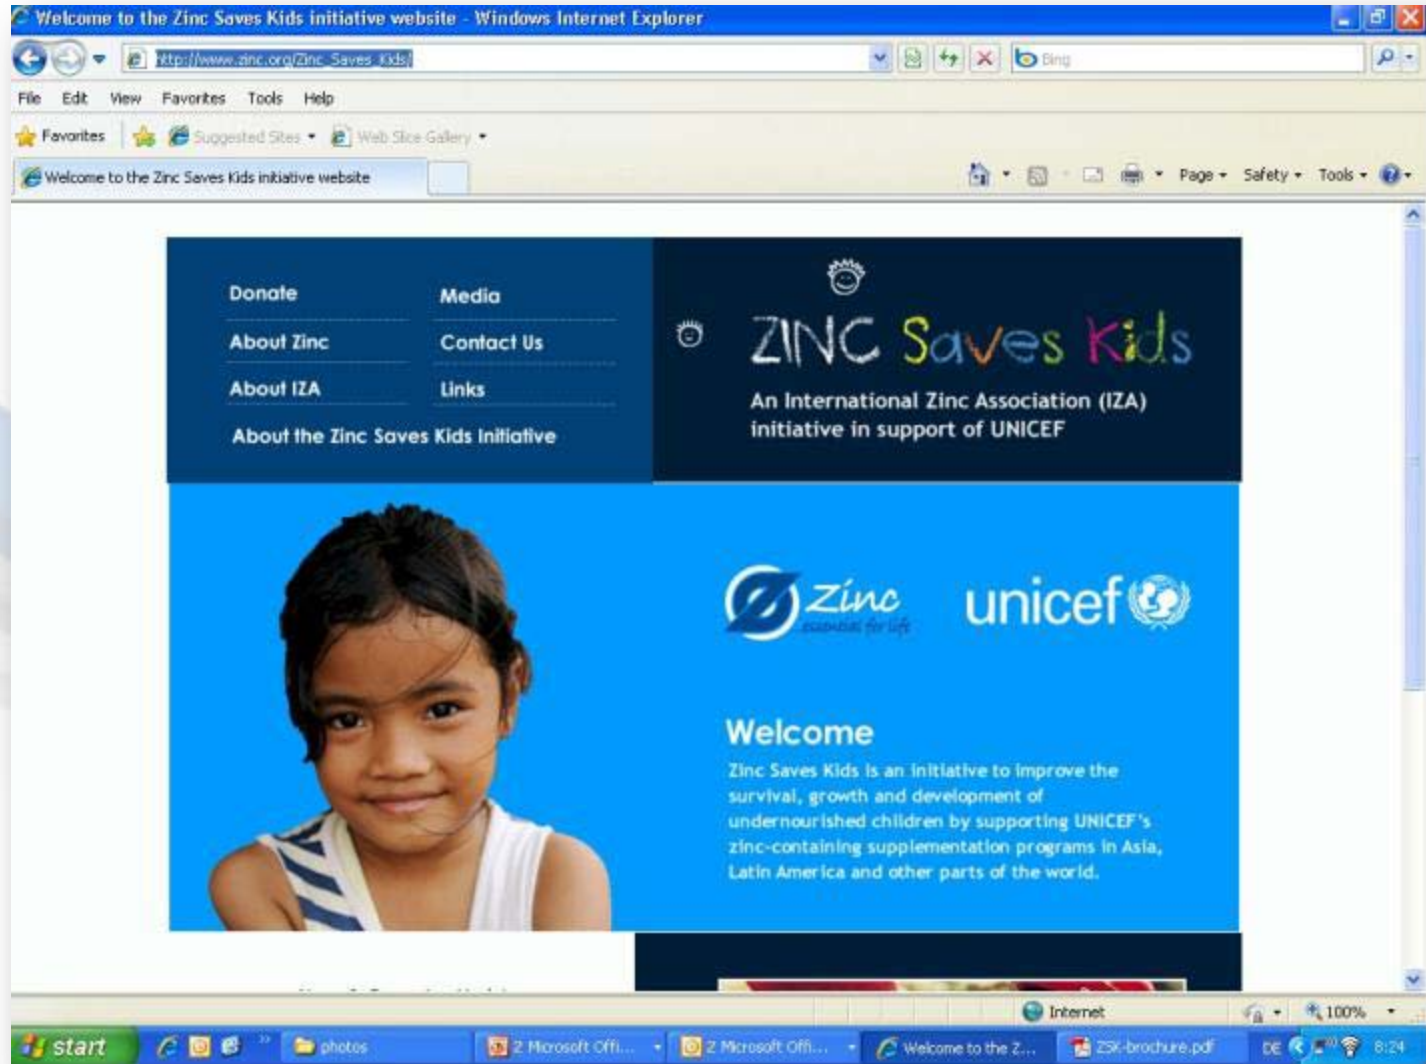 Welcome to the Zinc Saves Kids initiative website - Windows Internet Explorer
http://www.zinc.org/Zinc_Saves_Kids/
Bing
File Edit View Favorites Tools Help
Favorites Suggested Sites Web Slice Gallery
Welcome to the Zinc Saves Kids initiative website
Page Safety Tools
Donate
Media
About Zinc
Contact Us
About IZA
Links
About the Zinc Saves Kids Initiative
ZINC Saves Kids
An International Zinc Association (IZA)
initiative in support of UNICEF
zinc
essential for life
unicef
Welcome
Zinc Saves Kids is an initiative to improve the
survival, growth and development of
undernourished children by supporting UNICEF's
zinc-containing supplementation programs in Asia,
Latin America and other parts of the world.
Internet
100%
start
photos
2 Microsoft Offi...
2 Microsoft Offi...
Welcome to the Z...
ZSK-brochure.pdf
DE
8:24